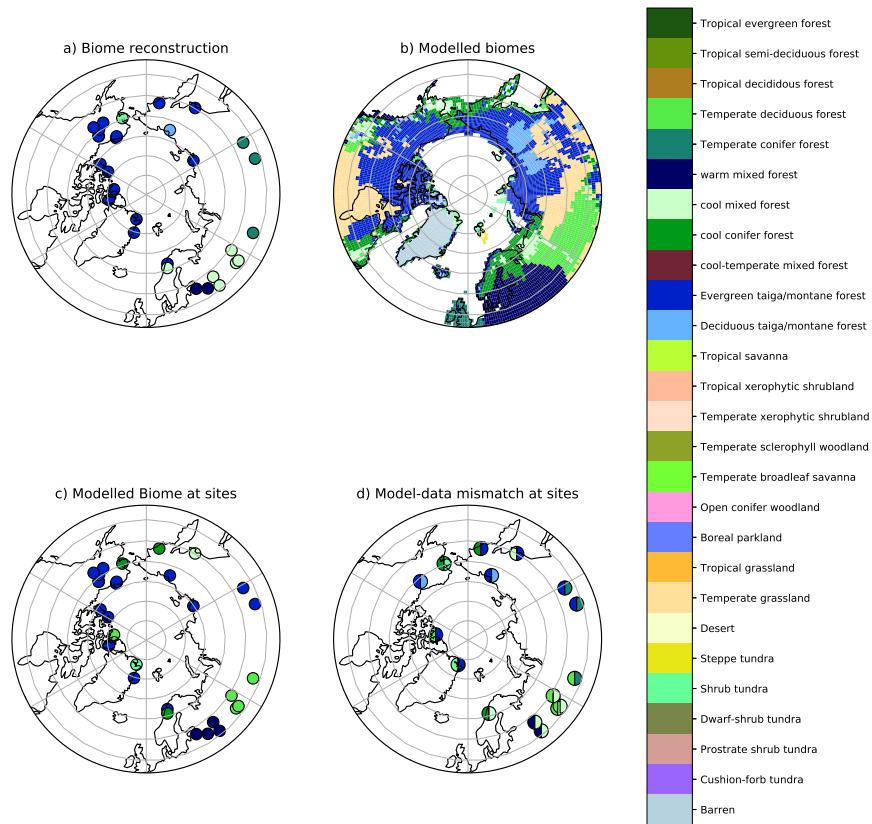 a) Biome reconstruction
b) Modelled biomes
c) Modelled Biome at sites
d) Model-data mismatch at sites
Tropical evergreen forest
Tropical semi-deciduous forest
Tropical decididous forest
Temperate deciduous forest
Temperate conifer forest
warm mixed forest
cool mixed forest
cool conifer forest
cool-temperate mixed forest
Evergreen taiga/montane forest
Deciduous taiga/montane forest
Tropical savanna
Tropical xerophytic shrubland
Temperate xerophytic shrubland
Temperate sclerophyll woodland
Temperate broadleaf savanna
Open conifer woodland
Boreal parkland
Tropical grassland
Temperate grassland
Desert
Steppe tundra
Shrub tundra
Dwarf-shrub tundra
Prostrate shrub tundra
Cushion-forb tundra
Barren